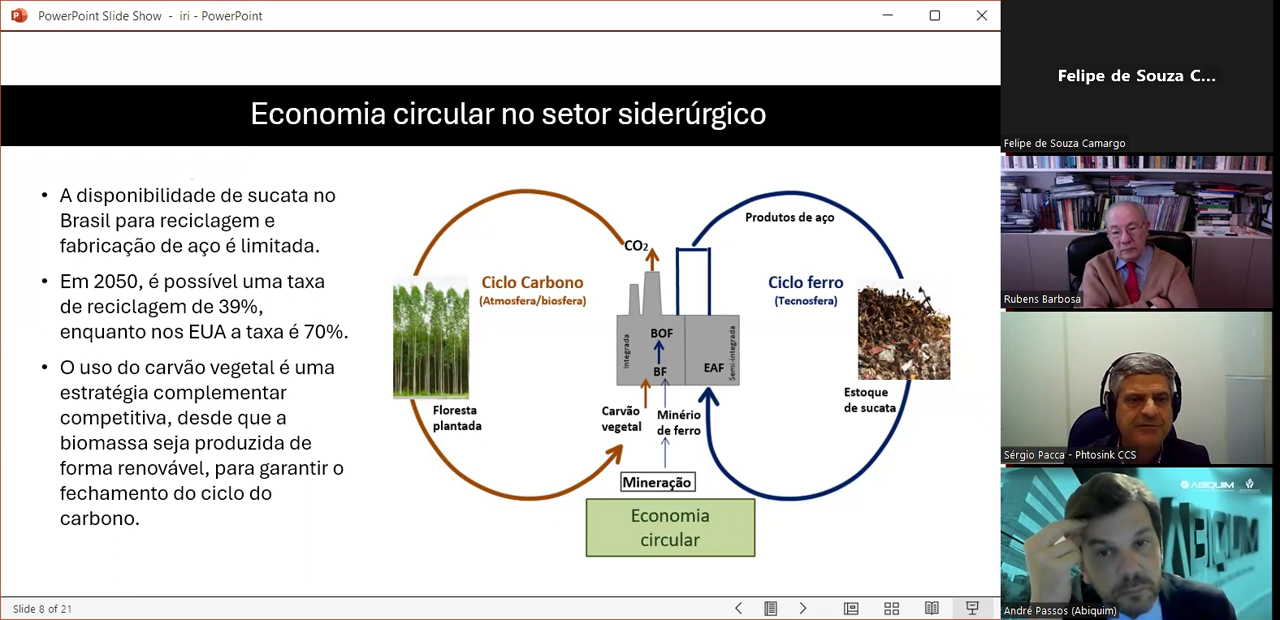 PowerPoint Slide Show - iri - PowerPoint
Economia circular no setor siderúrgico
• A disponibilidade de sucata no
Brasil para reciclagem e
fabricação de aço é limitada.
• Em 2050, é possível uma taxa
de reciclagem de 39%,
enquanto nos EUA a taxa é 70%.
• O uso do carvão vegetal é uma
estratégia complementar
competitiva, desde que a
biomassa seja produzida de
forma renovável, para garantir o
fechamento do ciclo do
carbono.
CO₂
Produtos de aço
Ciclo Carbono
(Atmosfera/biosfera)
Ciclo ferro
(Tecnosfera)
Integrada
BOF
BF
EAF
Semi-integrada
Floresta
plantada
Carvão
vegetal
Minério
de ferro
Estoque
de sucata
Mineração
Economia
circular
Slide 8 of 21
Felipe de Souza C...
Felipe de Souza Camargo
Rubens Barbosa
Sérgio Pacca - Phtosink CCS
ABIQUIM
ABIQUIM
André Passos (Abiquim)